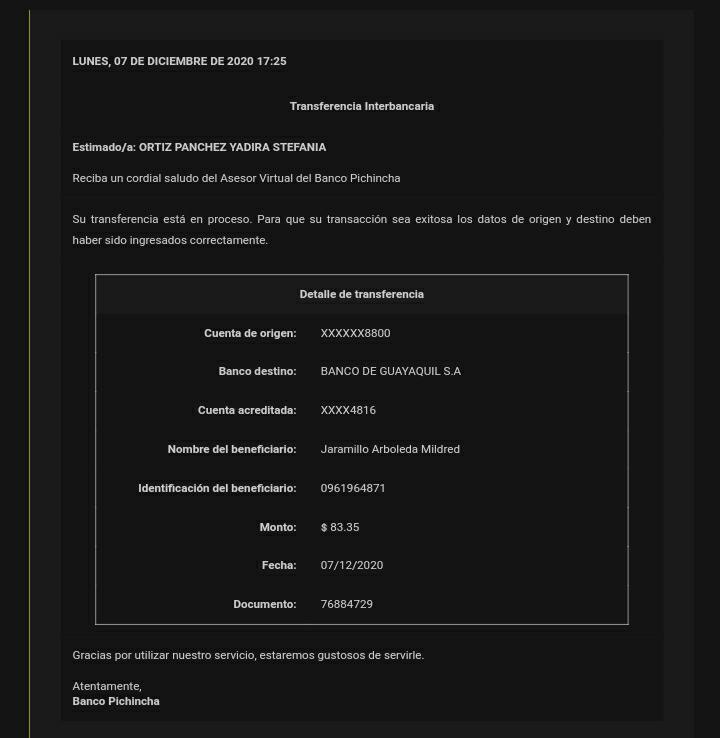 LUNES, 07 DE DICIEMBRE DE 2020 17:25
Transferencia Interbancaria
Estimado/a: ORTIZ PANCHEZ YADIRA STEFANIA
Reciba un cordial saludo del Asesor Virtual del Banco Pichincha
Su transferencia está en proceso. Para que su transacción sea exitosa los datos de origen y destino deben
haber sido ingresados correctamente.
Detalle de transferencia
Cuenta de origen: XXXXXX8800
Banco destino: BANCO DE GUAYAQUIL S.A
Cuenta acreditada: XXXX4816
Nombre del beneficiario: Jaramillo Arboleda Mildred
Identificación del beneficiario: 0961964871
Monto: $ 83.35
Fecha: 07/12/2020
Documento: 76884729
Gracias por utilizar nuestro servicio, estaremos gustosos de servirle.
Atentamente,
Banco Pichincha